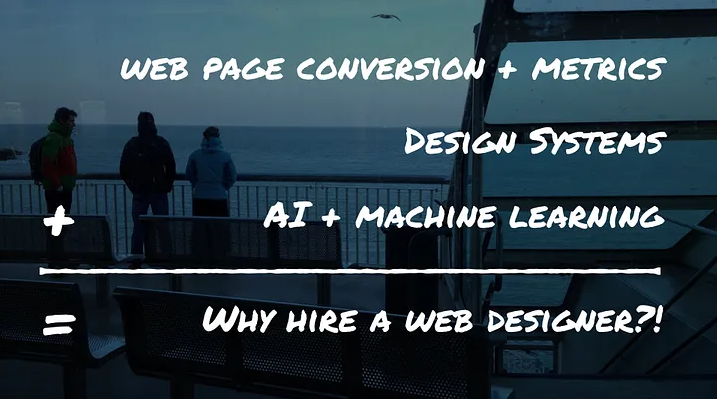 Web page conversion + metrics
Design Systems
+ AI + machine learning
= Why hire a web designer?!